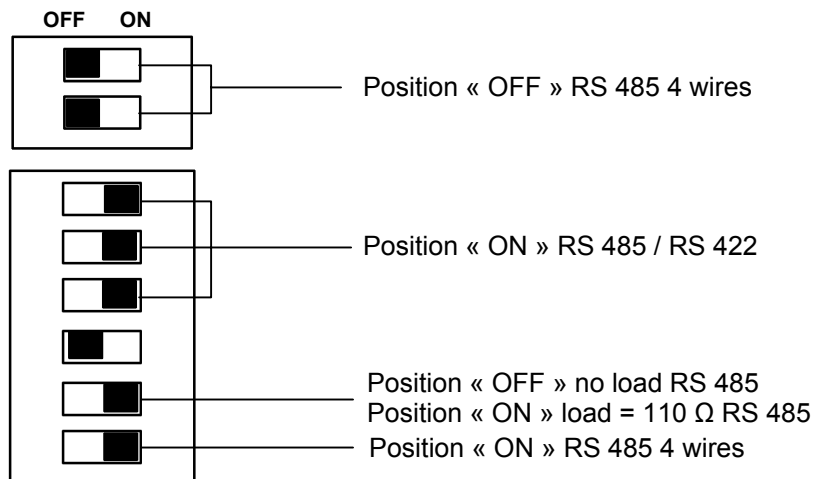 OFF ON
Position « OFF » RS 485 4 wires
Position « ON » RS 485 / RS 422
Position « OFF » no load RS 485
Position « ON » load = 110 Ω RS 485
Position « ON » RS 485 4 wires